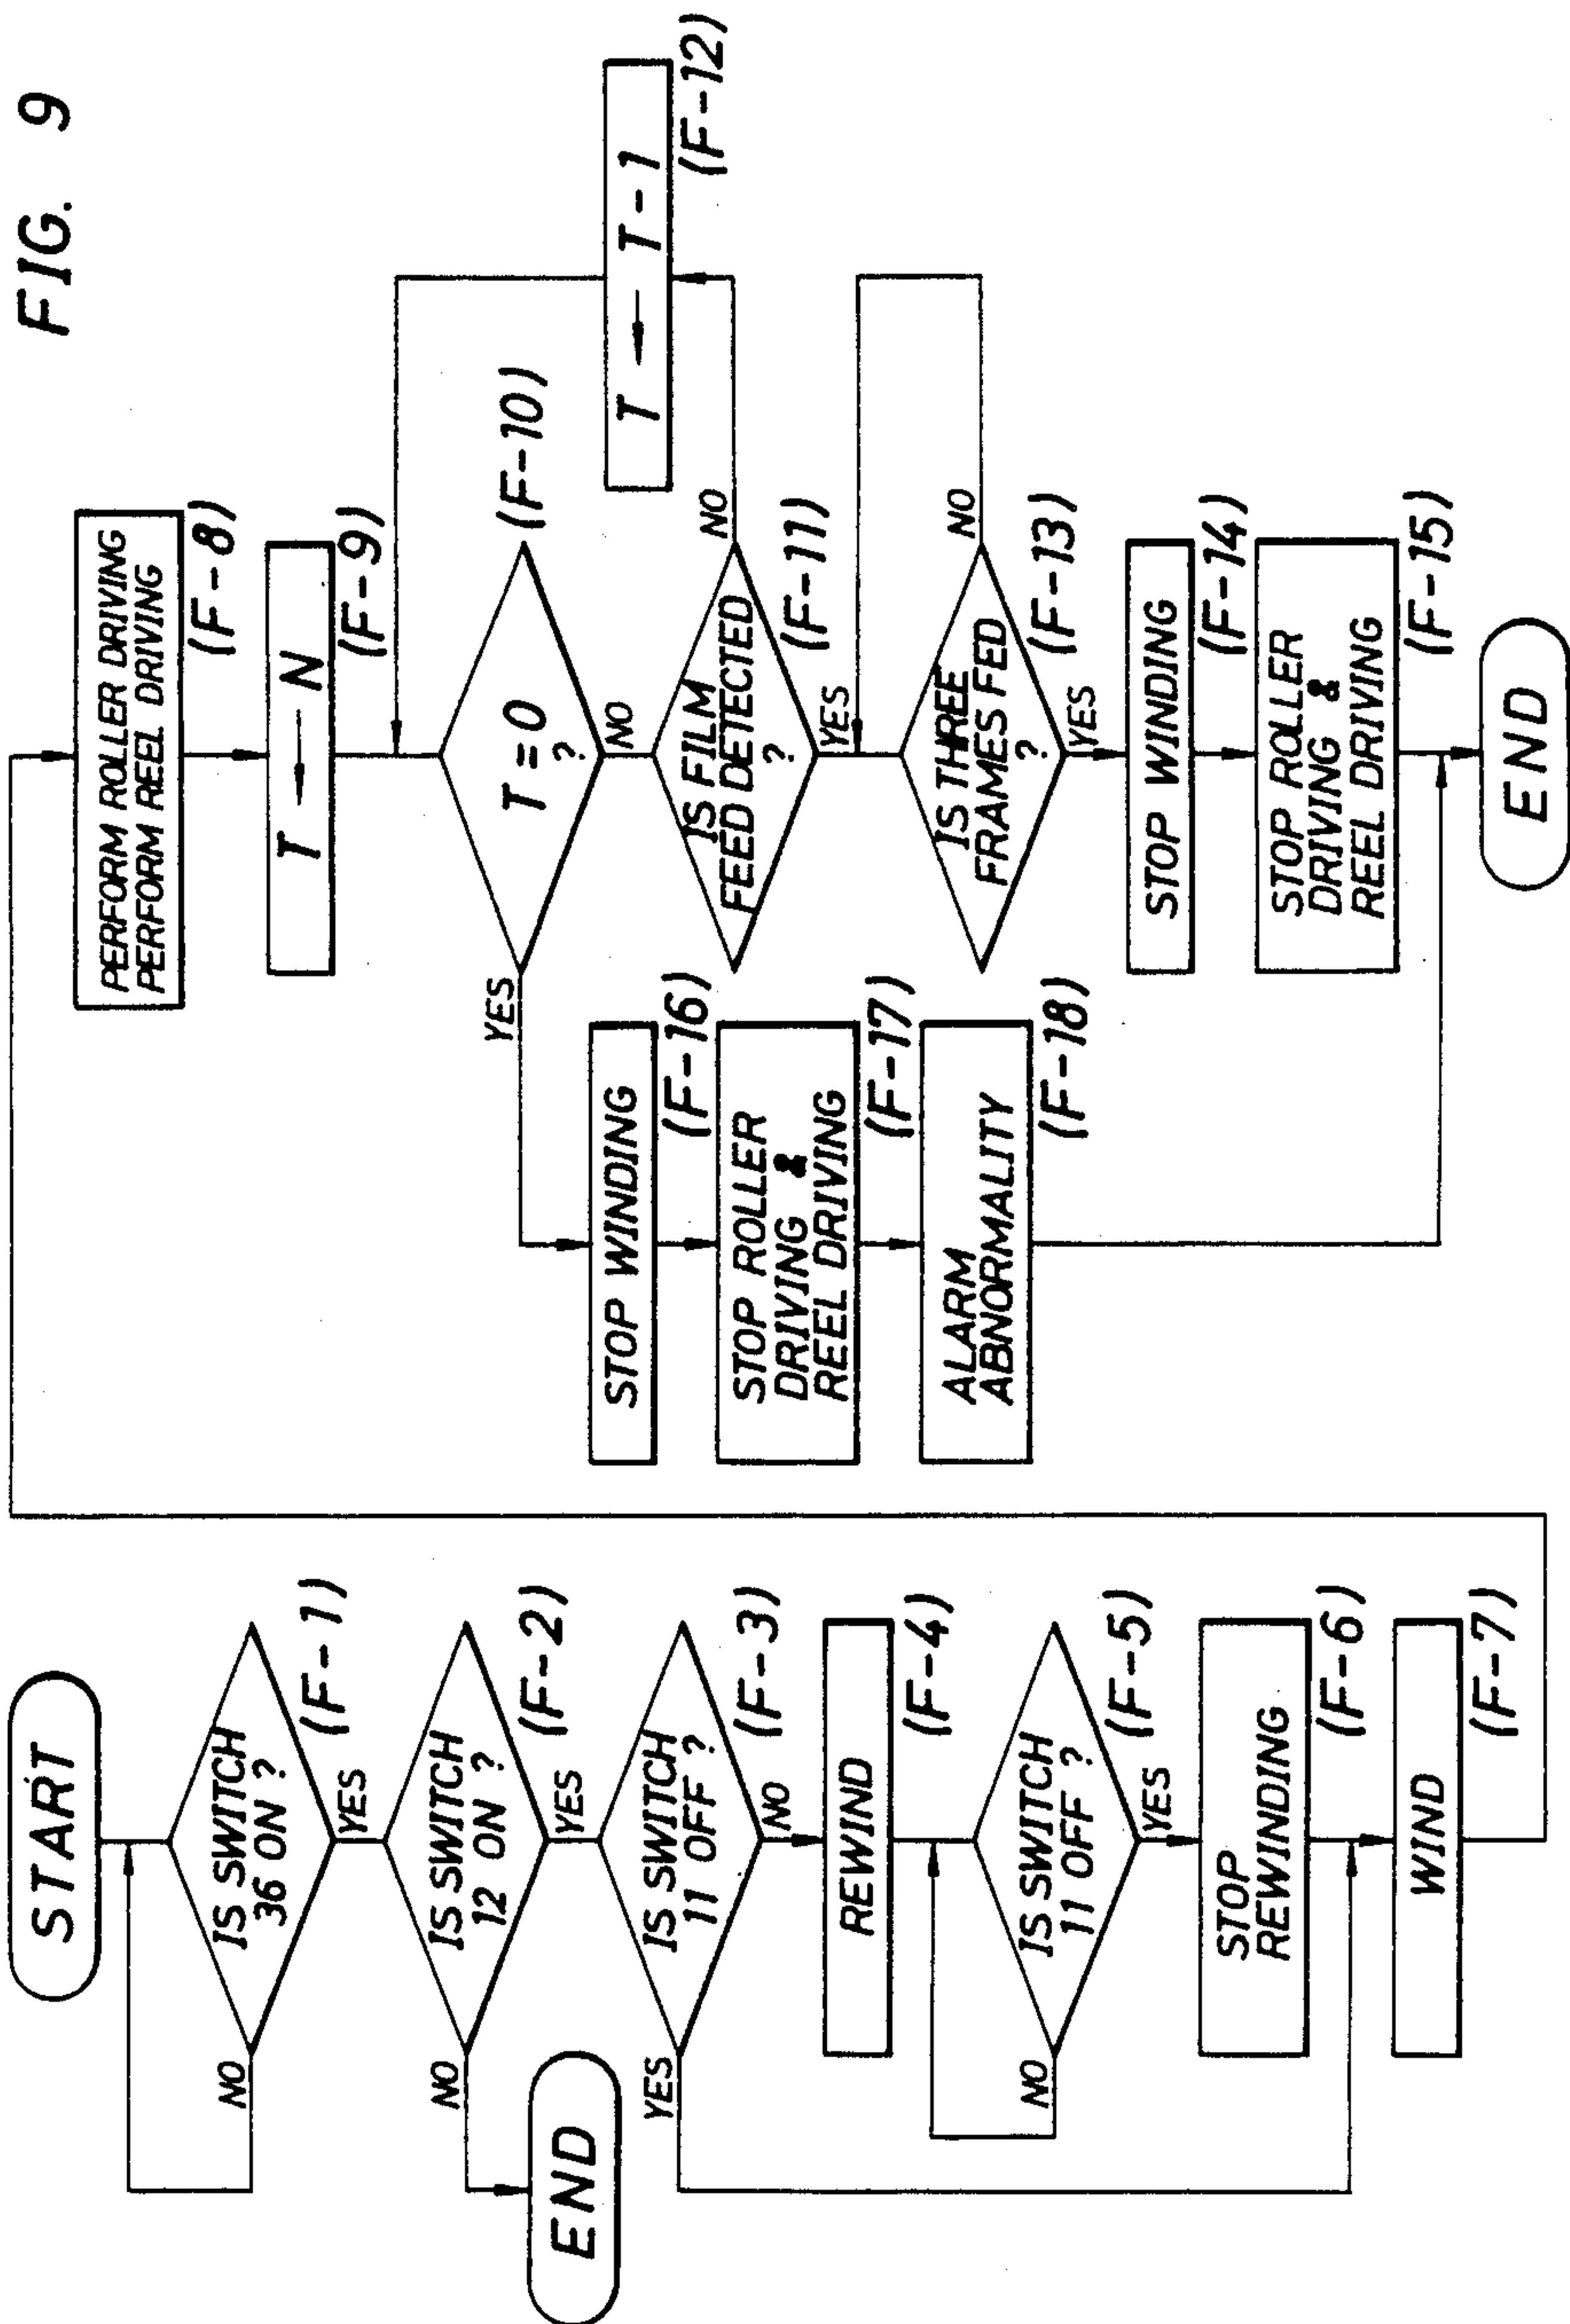 FIG. 9
START
IS SWITCH
36 ON ?
(F-1)
NO
YES
IS SWITCH
12 ON ?
(F-2)
NO
END
YES
IS SWITCH
11 OFF ?
(F-3)
YES
NO
REWIND
(F-4)
IS SWITCH
11 OFF ?
(F-5)
NO
YES
STOP
REWINDING
(F-6)
WIND
(F-7)
PERFORM ROLLER DRIVING
PERFORM REEL DRIVING
(F-8)
T ← N
(F-9)
T = 0
?
(F-10)
YES
NO
IS FILM
FEED DETECTED
?
(F-11)
NO
T ← T - 1
(F-12)
YES
IS THREE
FRAMES FED
?
(F-13)
NO
YES
STOP WINDING
(F-14)
STOP ROLLER
DRIVING &
REEL DRIVING
(F-15)
END
STOP WINDING
(F-16)
STOP ROLLER
DRIVING &
REEL DRIVING
(F-17)
ALARM
ABNORMALITY
(F-18)